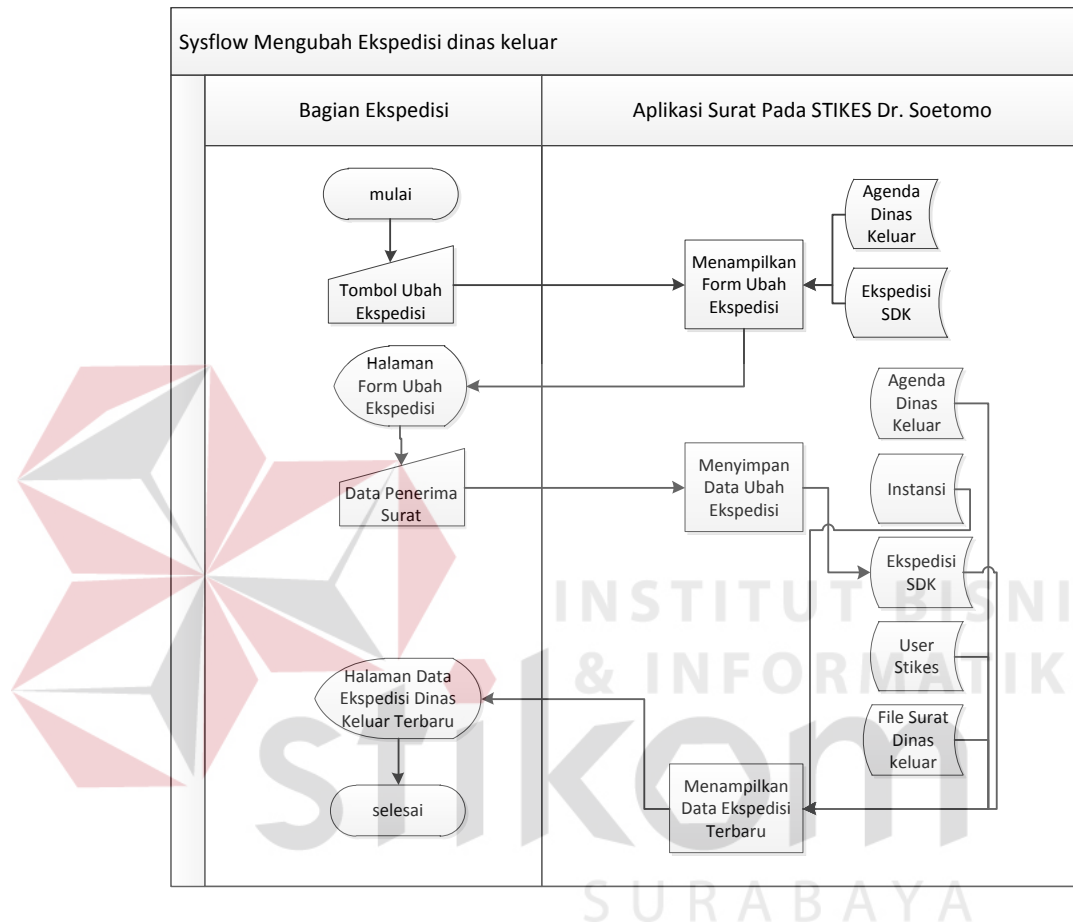 Sysflow Mengubah Ekspedisi dinas keluar
Bagian Ekspedisi
Aplikasi Surat Pada STIKES Dr. Soetomo
mulai
Agenda
Dinas
Keluar
Tombol Ubah
Ekspedisi
Menampilkan
Form Ubah
Ekspedisi
Ekspedisi
SDK
Halaman
Form Ubah
Ekspedisi
Agenda
Dinas
Keluar
Data Penerima
Surat
Menyimpan
Data Ubah
Ekspedisi
Instansi
Ekspedisi
SDK
User
Stikes
Halaman Data
Ekspedisi Dinas
Keluar Terbaru
File Surat
Dinas
keluar
selesai
Menampilkan
Data Ekspedisi
Terbaru
INSTITUT BISNI
& INFORMATIK
stikom
SURABAYA